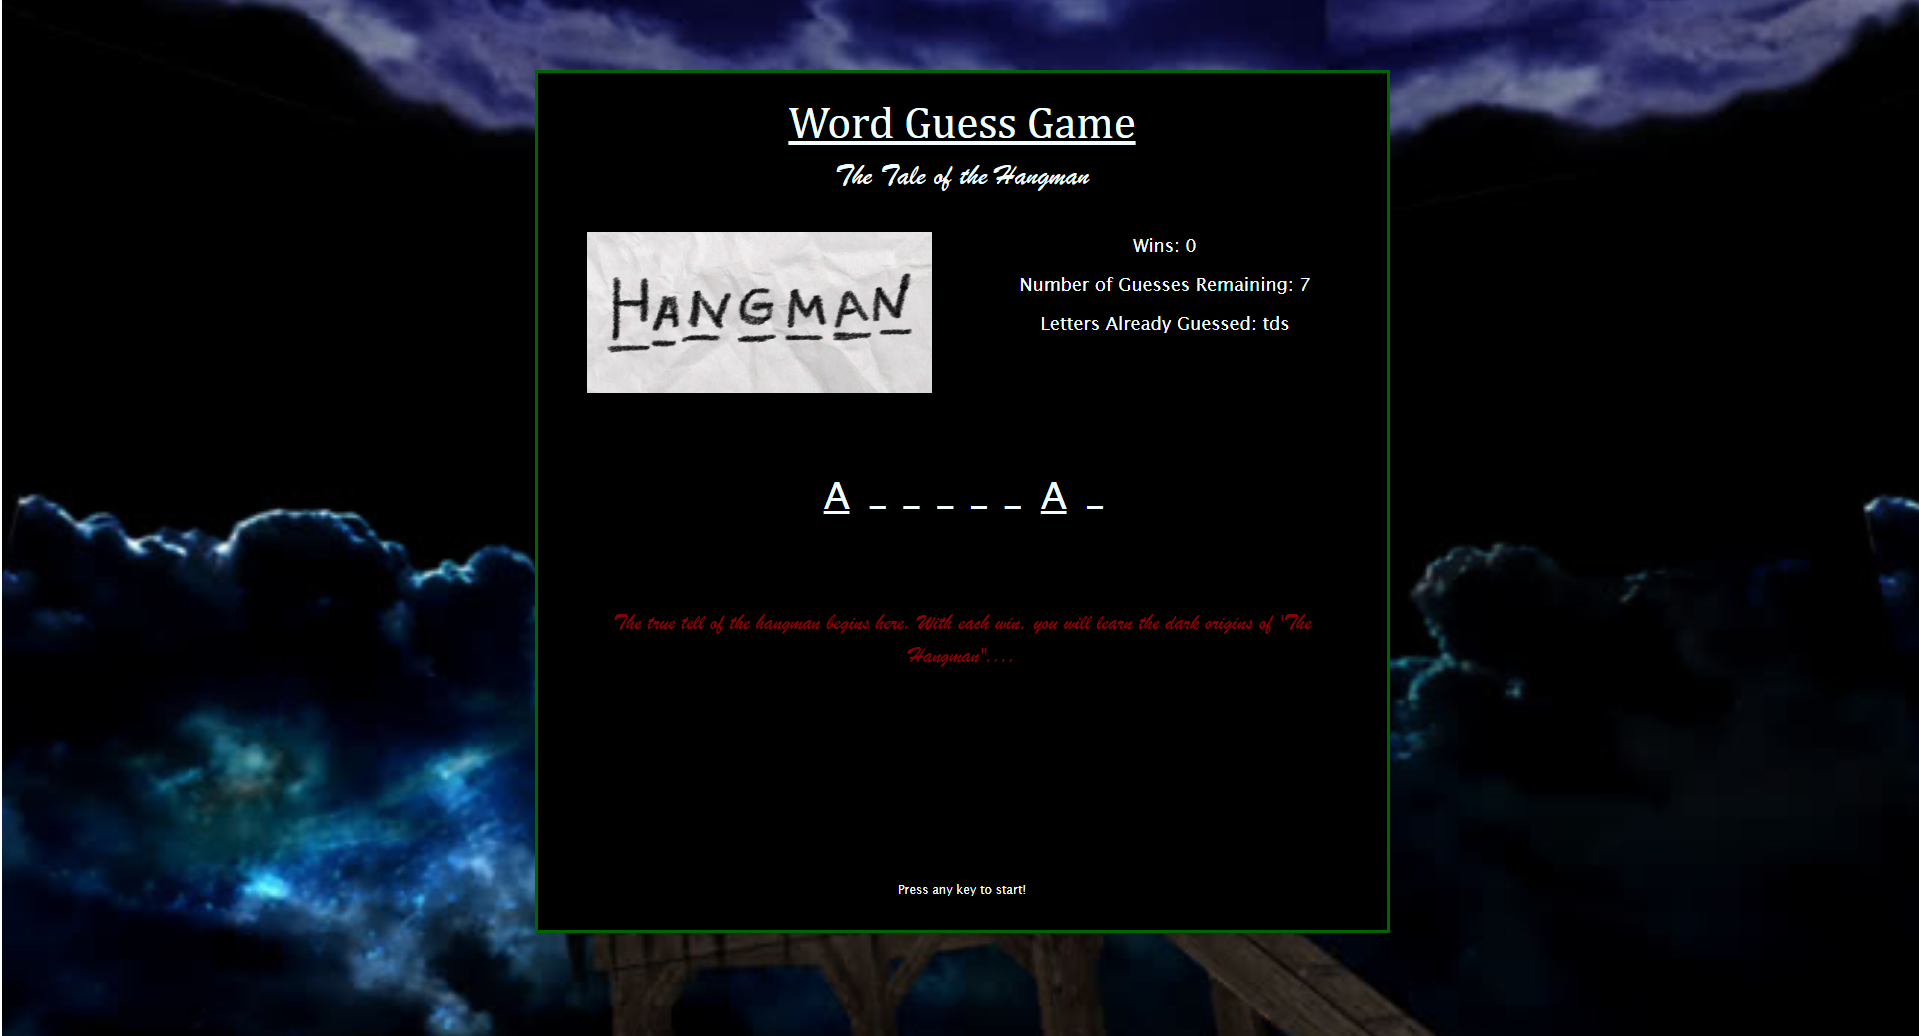 Word Guess Game
The Tale of the Hangman
HANGMAN
Wins: 0
Number of Guesses Remaining: 7
Letters Already Guessed: tds
A _ _ _ _ _ A _
The true tell of the hangman begins here. With each win, you will learn the dark origins of "The
Hangman"....
Press any key to start!